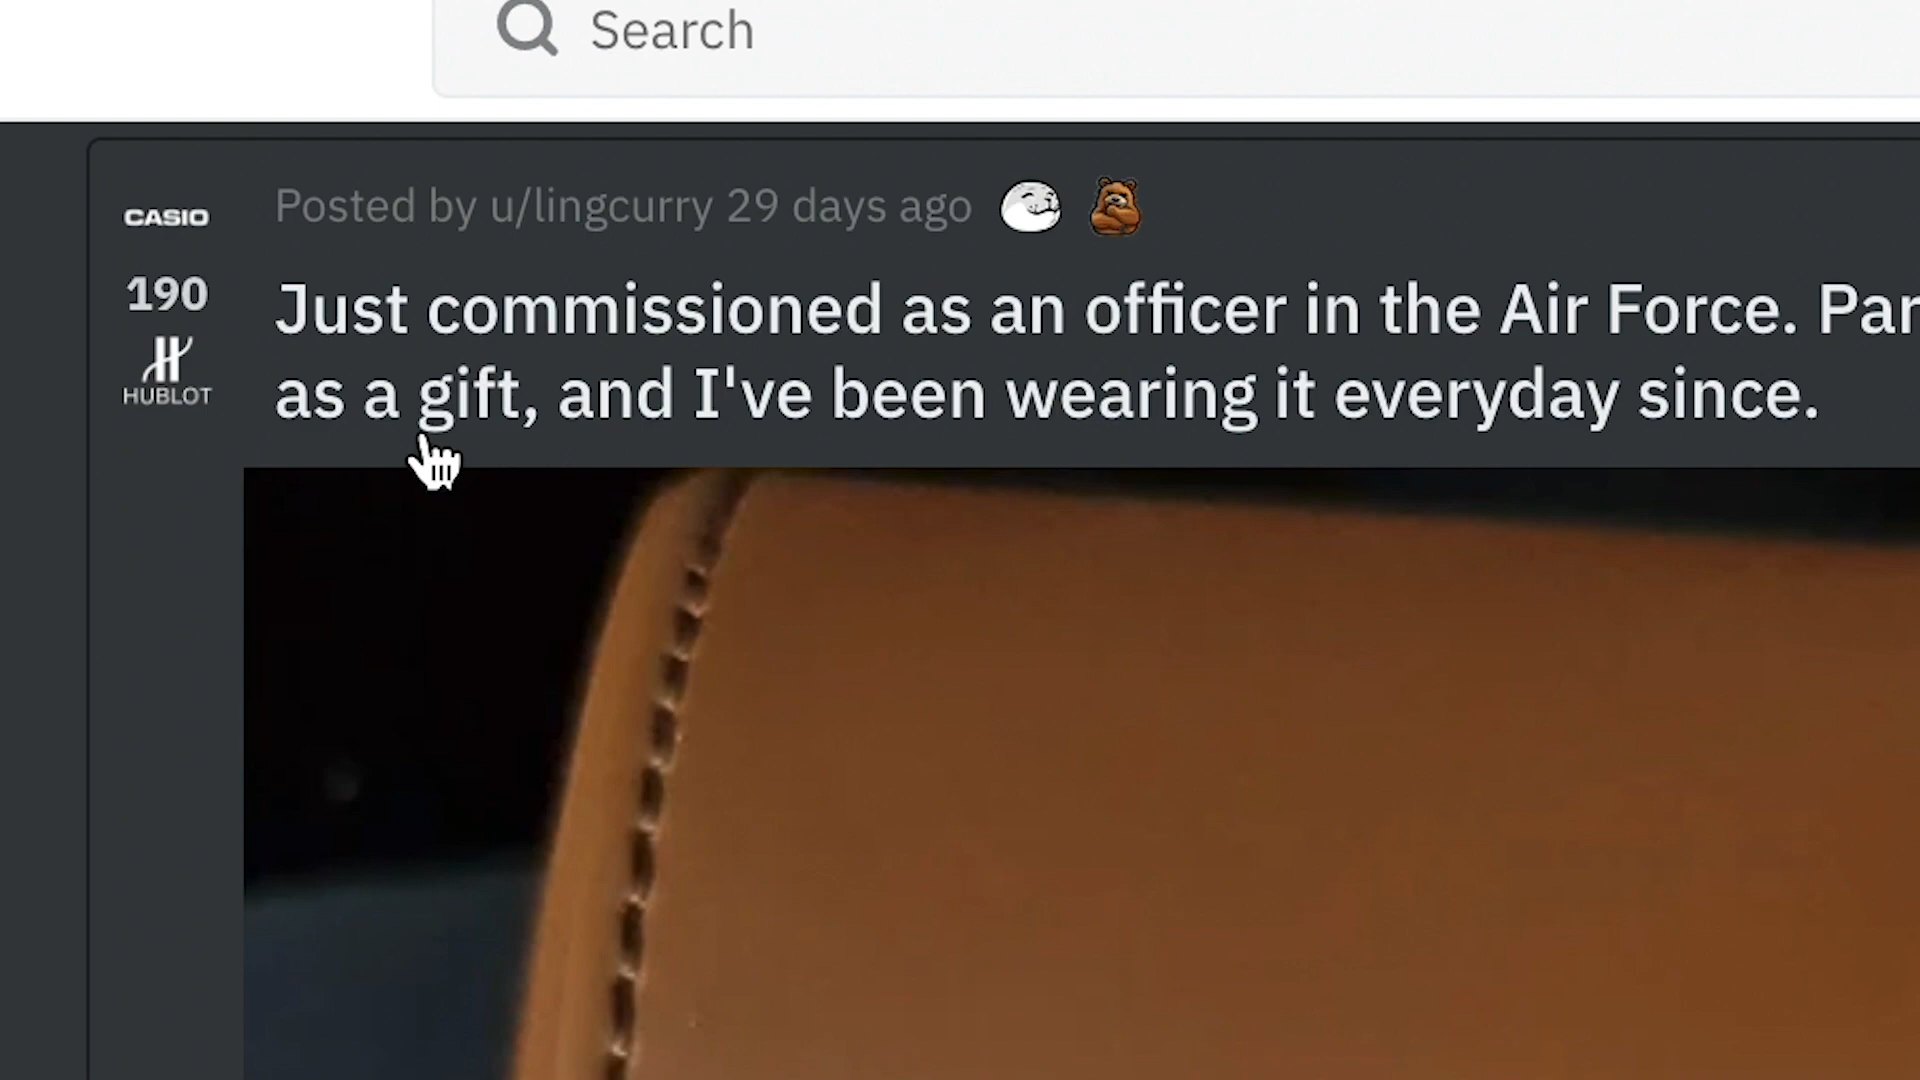 Search
CASIO
Posted by u/lingcurry 29 days ago
190
Just commissioned as an officer in the Air Force.
HUBLOT
as a gift, and I've been wearing it everyday since.